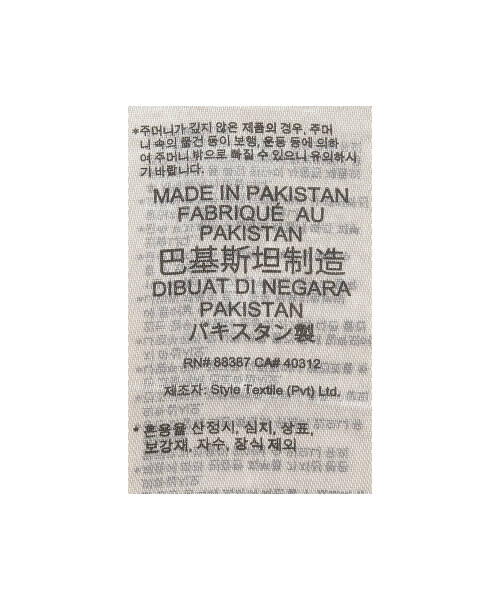 *주머니가 깊지 않은 제품의 경우, 주머
니 속의 물건 등이 보행, 운동 등에 의하
여 주머니 밖으로 빠질 수 있으니 유의하시
기 바랍니다.
MADE IN PAKISTAN
FABRIQUÉ AU
PAKISTAN
巴基斯坦制造
DIBUAT DI NEGARA
PAKISTAN
パキスタン製
RN# 88387 CA# 40312
제조자: Style Textile (Pvt) Ltd.
* 혼용율 산정시, 심지, 상표,
보강재, 자수, 장식 제외